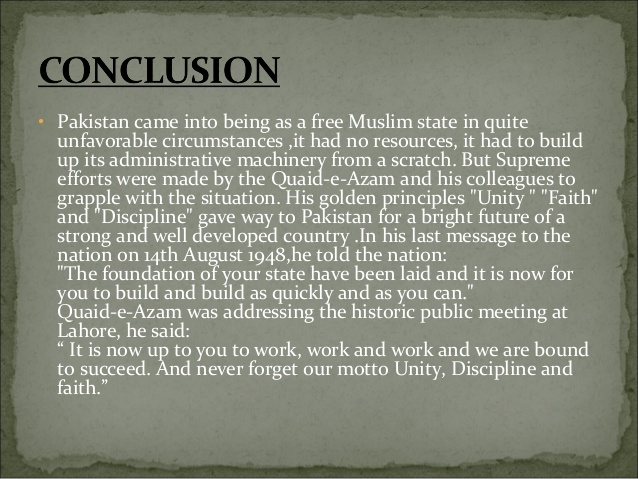 CONCLUSION
• Pakistan came into being as a free Muslim state in quite
unfavorable circumstances ,it had no resources, it had to build
up its administrative machinery from a scratch. But Supreme
efforts were made by the Quaid-e-Azam and his colleagues to
grapple with the situation. His golden principles "Unity " "Faith"
and "Discipline" gave way to Pakistan for a bright future of a
strong and well developed country .In his last message to the
nation on 14th August 1948,he told the nation:
"The foundation of your state have been laid and it is now for
you to build and build as quickly and as you can."
Quaid-e-Azam was addressing the historic public meeting at
Lahore, he said:
“ It is now up to you to work, work and work and we are bound
to succeed. And never forget our motto Unity, Discipline and
faith.”